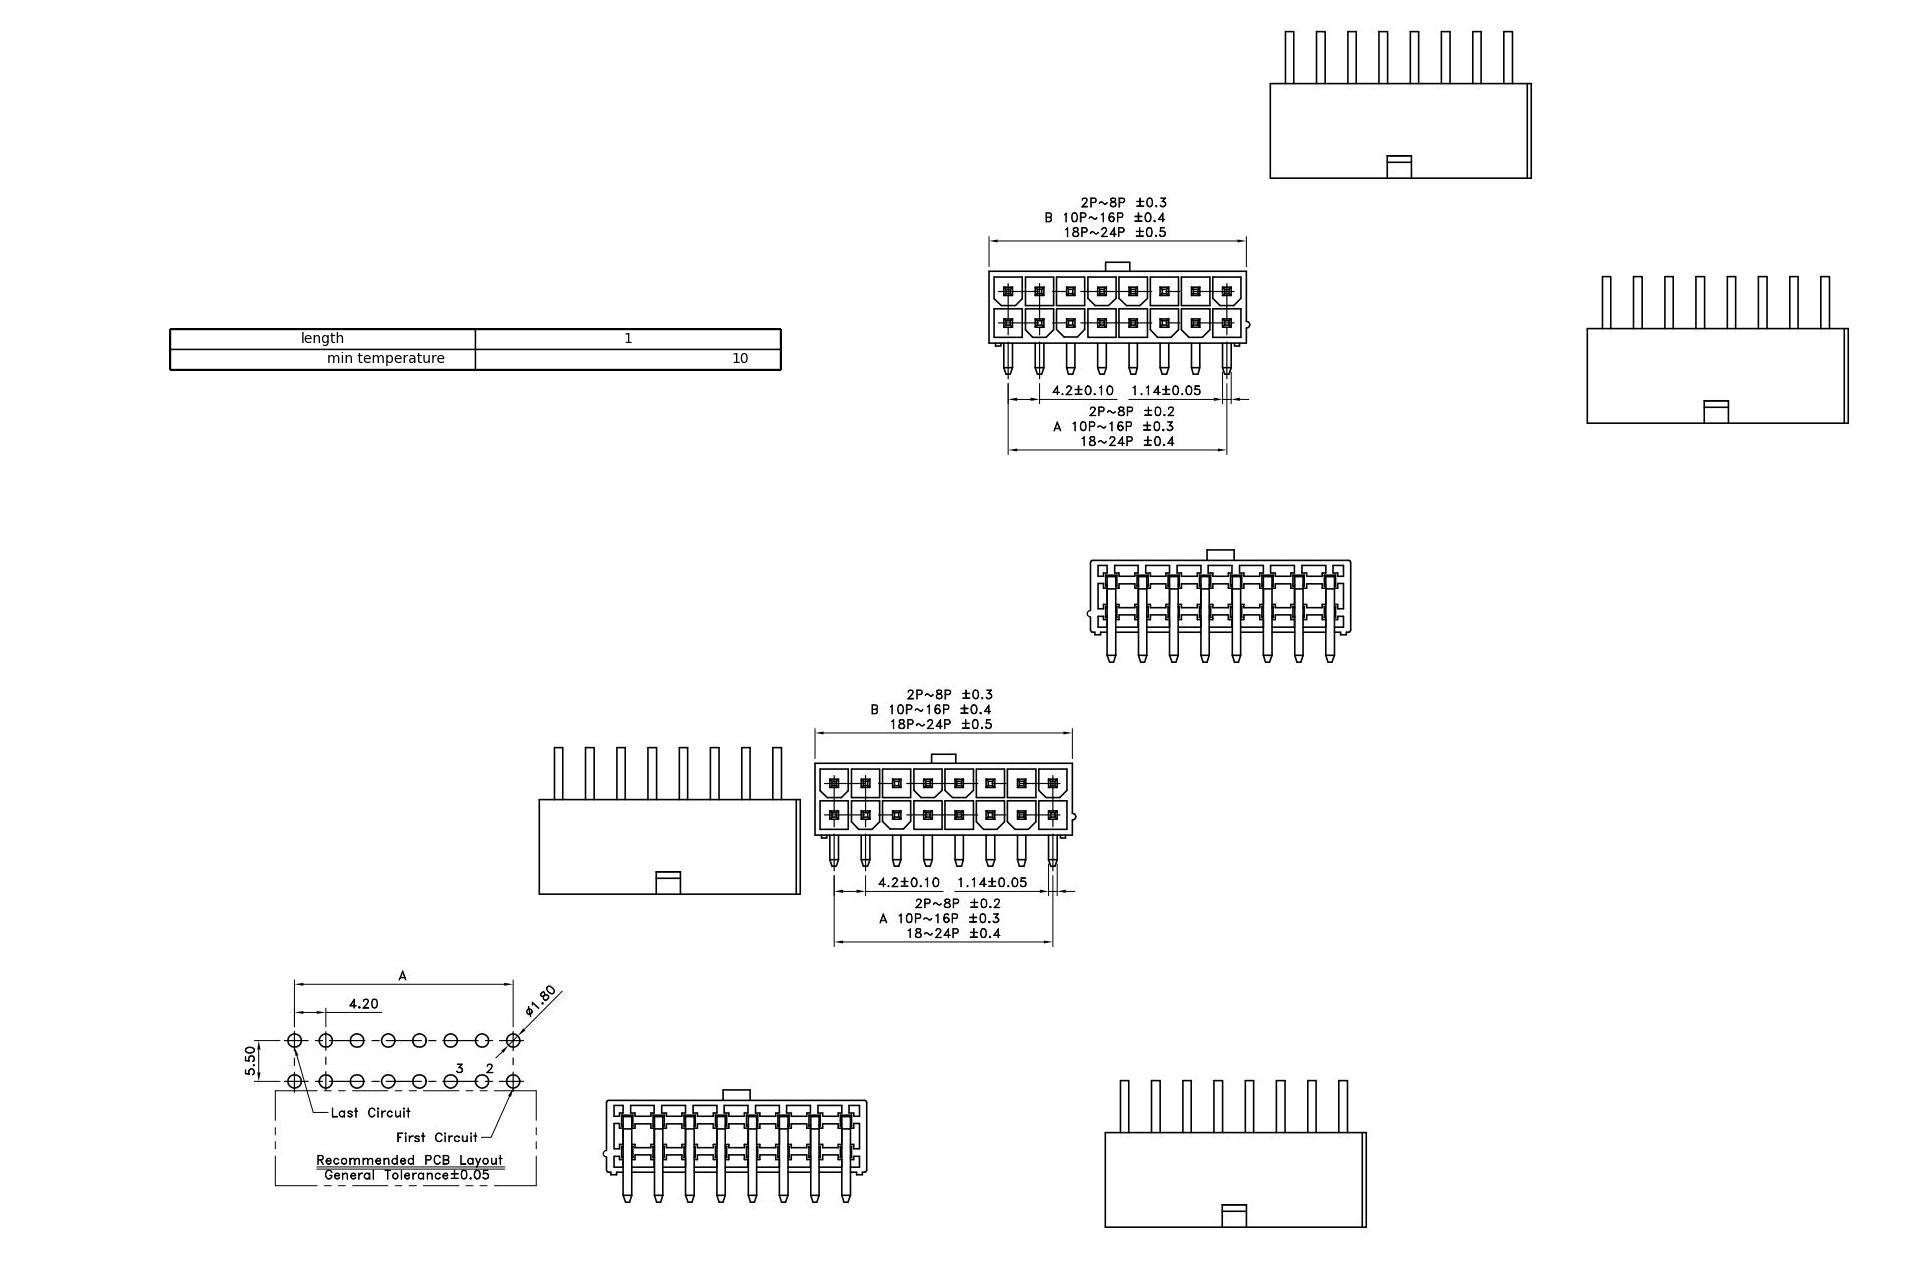 2P~8P ±0.3
B 10P~16P ±0.4
18P~24P ±0.5
length 1
min temperature 10
4.2±0.10 1.14±0.05
2P~8P ±0.2
A 10P~16P ±0.3
18~24P ±0.4
2P~8P ±0.3
B 10P~16P ±0.4
18P~24P ±0.5
4.2±0.10 1.14±0.05
2P~8P ±0.2
A 10P~16P ±0.3
18~24P ±0.4
A
4.20
ø1.80
5.50
3 2
Last Circuit
First Circuit
Recommended PCB Layout
General Tolerance±0.05